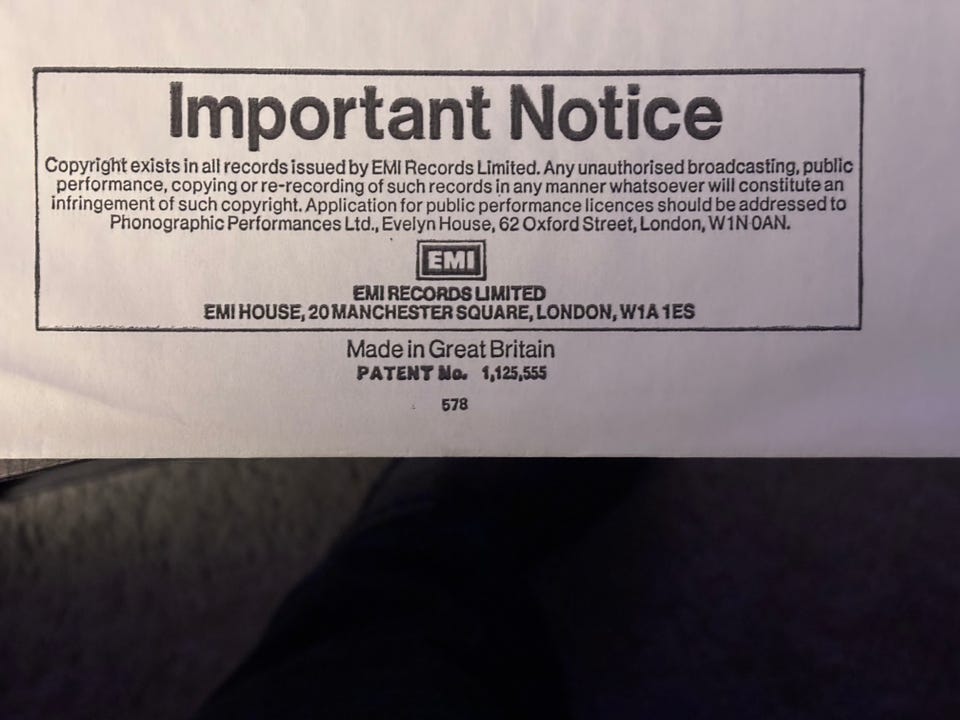 Important Notice
Copyright exists in all records issued by EMI Records Limited. Any unauthorised broadcasting, public
performance, copying or re-recording of such records in any manner whatsoever will constitute an
infringement of such copyright. Application for public performance licences should be addressed to
Phonographic Performances Ltd., Evelyn House, 62 Oxford Street, London, W1N 0AN.
EMI
EMI RECORDS LIMITED
EMI HOUSE, 20 MANCHESTER SQUARE, LONDON, W1A 1ES
Made in Great Britain
PATENT No. 1,125,555
578